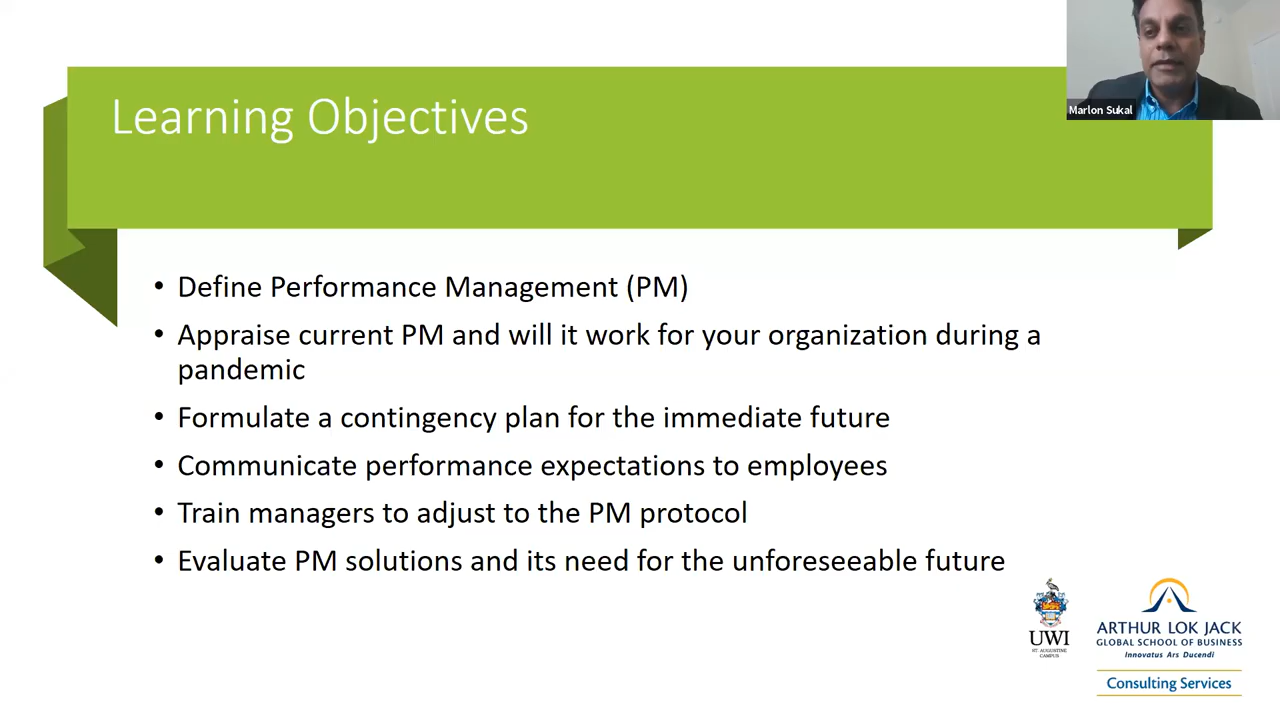 Marlon Sukal
Learning Objectives
• Define Performance Management (PM)
• Appraise current PM and will it work for your organization during a
pandemic
• Formulate a contingency plan for the immediate future
• Communicate performance expectations to employees
• Train managers to adjust to the PM protocol
• Evaluate PM solutions and its need for the unforeseeable future
UWI
ST. AUGUSTINE
CAMPUS
ARTHUR LOK JACK
GLOBAL SCHOOL OF BUSINESS
Innovatus Ars Ducendi
Consulting Services